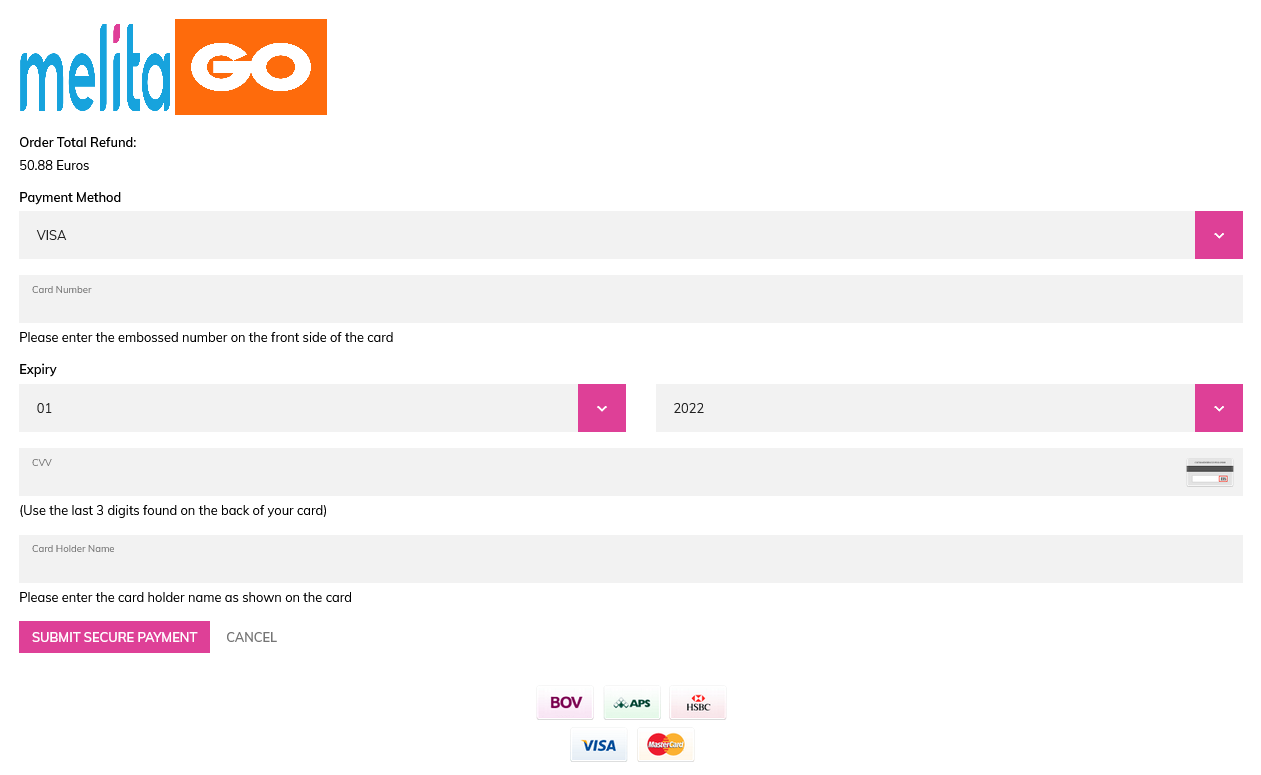 melita GO
Order Total Refund:
50.88 Euros
Payment Method
VISA
Card Number
Please enter the embossed number on the front side of the card
Expiry
01 2022
CVV
(Use the last 3 digits found on the back of your card)
Card Holder Name
Please enter the card holder name as shown on the card
SUBMIT SECURE PAYMENT CANCEL
BOV APS HSBC
VISA MasterCard